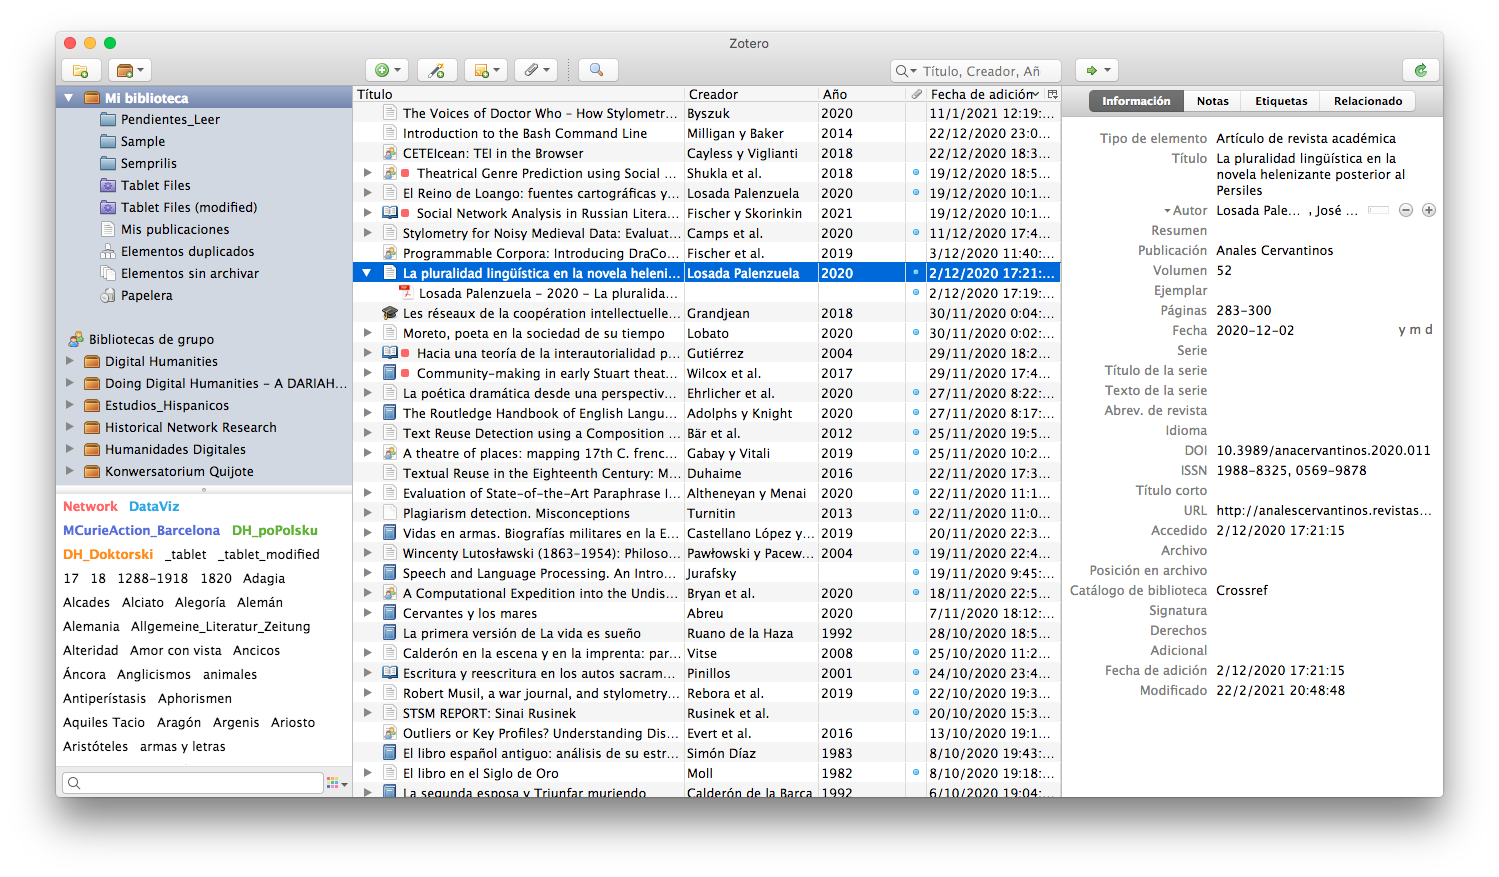 Zotero
Título, Creador, Añ
Mi biblioteca
Pendientes_Leer
Sample
Semprilis
Tablet Files
Tablet Files (modified)
Mis publicaciones
Elementos duplicados
Elementos sin archivar
Papelera
Bibliotecas de grupo
Digital Humanities
Doing Digital Humanities – A DARIAH...
Estudios_Hispanicos
Historical Network Research
Humanidades Digitales
Konwersatorium Quijote
Network DataViz
MCurieAction_Barcelona DH_poPolsku
DH_Doktorski _tablet _tablet_modified
17 18 1288-1918 1820 Adagia
Alcades Alciato Alegoría Alemán
Alemania Allgemeine_Literatur_Zeitung
Alteridad Amor con vista Ancicos
Áncora Anglicismos animales
Antiperístasis Aphorismen
Aquiles Tacio Aragón Argenis Ariosto
Aristóteles armas y letras
Título Creador Año Fecha de adición
The Voices of Doctor Who – How Stylometr... Byszuk 2020 11/1/2021 12:19:...
Introduction to the Bash Command Line Milligan y Baker 2014 22/12/2020 23:0...
CETEIcean: TEI in the Browser Cayless y Viglianti 2018 22/12/2020 18:3...
Theatrical Genre Prediction using Social ... Shukla et al. 2018 19/12/2020 18:5...
El Reino de Loango: fuentes cartográficas y... Losada Palenzuela 2020 19/12/2020 10:1...
Social Network Analysis in Russian Litera... Fischer y Skorinkin 2021 19/12/2020 10:1...
Stylometry for Noisy Medieval Data: Evaluat... Camps et al. 2020 11/12/2020 17:4...
Programmable Corpora: Introducing DraCo... Fischer et al. 2019 3/12/2020 11:40:...
La pluralidad lingüística en la novela heleni... Losada Palenzuela 2020 2/12/2020 17:21:...
Losada Palenzuela – 2020 – La pluralida... 2/12/2020 17:19:...
Les réseaux de la coopération intellectuelle... Grandjean 2018 30/11/2020 0:04:...
Moreto, poeta en la sociedad de su tiempo Lobato 2020 30/11/2020 0:02:...
Hacia una teoría de la interautorialidad p... Gutiérrez 2004 29/11/2020 18:2...
Community-making in early Stuart theat... Wilcox et al. 2017 29/11/2020 17:4...
La poética dramática desde una perspectiv... Ehrlicher et al. 2020 27/11/2020 8:22:...
The Routledge Handbook of English Langu... Adolphs y Knight 2020 27/11/2020 8:17:...
Text Reuse Detection using a Composition ... Bär et al. 2012 25/11/2020 19:5...
A theatre of places: mapping 17th C. frenc... Gabay y Vitali 2019 25/11/2020 10:2...
Textual Reuse in the Eighteenth Century: M... Duhaime 2016 22/11/2020 17:3...
Evaluation of State-of-the-Art Paraphrase I... Altheneyan y Menai 2020 22/11/2020 11:1...
Plagiarism detection. Misconceptions Turnitin 2013 22/11/2020 11:0...
Vidas en armas. Biografías militares en la E... Castellano López y... 2019 20/11/2020 22:3...
Wincenty Lutosławski (1863–1954): Philoso... Pawłowski y Pacew... 2004 19/11/2020 22:4...
Speech and Language Processing. An Intro... Jurafsky 19/11/2020 9:45:...
A Computational Expedition into the Undis... Bryan et al. 2020 18/11/2020 22:5...
Cervantes y los mares Abreu 2020 7/11/2020 18:12:...
La primera versión de La vida es sueño Ruano de la Haza 1992 28/10/2020 18:5...
Calderón en la escena y en la imprenta: par... Vitse 2008 25/10/2020 11:2...
Escritura y reescritura en los autos sacram... Pinillos 2001 24/10/2020 23:4...
Robert Musil, a war journal, and stylometry... Rebora et al. 2019 22/10/2020 19:3...
STSM REPORT: Sinai Rusinek Rusinek et al. 20/10/2020 15:3...
Outliers or Key Profiles? Understanding Dis... Evert et al. 2016 13/10/2020 19:1...
El libro español antiguo: análisis de su estr... Simón Díaz 1983 8/10/2020 19:43:...
El libro en el Siglo de Oro Moll 1982 8/10/2020 19:18:...
La segunda esposa y Triunfar muriendo Calderón de la Barca 1992 6/10/2020 19:04:...
Información Notas Etiquetas Relacionado
Tipo de elemento Artículo de revista académica
Título La pluralidad lingüística en la
novela helenizante posterior al
Persiles
Autor Losada Pale... , José ...
Resumen
Publicación Anales Cervantinos
Volumen 52
Ejemplar
Páginas 283-300
Fecha 2020-12-02 y m d
Serie
Título de la serie
Texto de la serie
Abrev. de revista
Idioma
DOI 10.3989/anacervantinos.2020.011
ISSN 1988-8325, 0569-9878
Título corto
URL http://analescervantinos.revistas...
Accedido 2/12/2020 17:21:15
Archivo
Posición en archivo
Catálogo de biblioteca Crossref
Signatura
Derechos
Adicional
Fecha de adición 2/12/2020 17:21:15
Modificado 22/2/2021 20:48:48